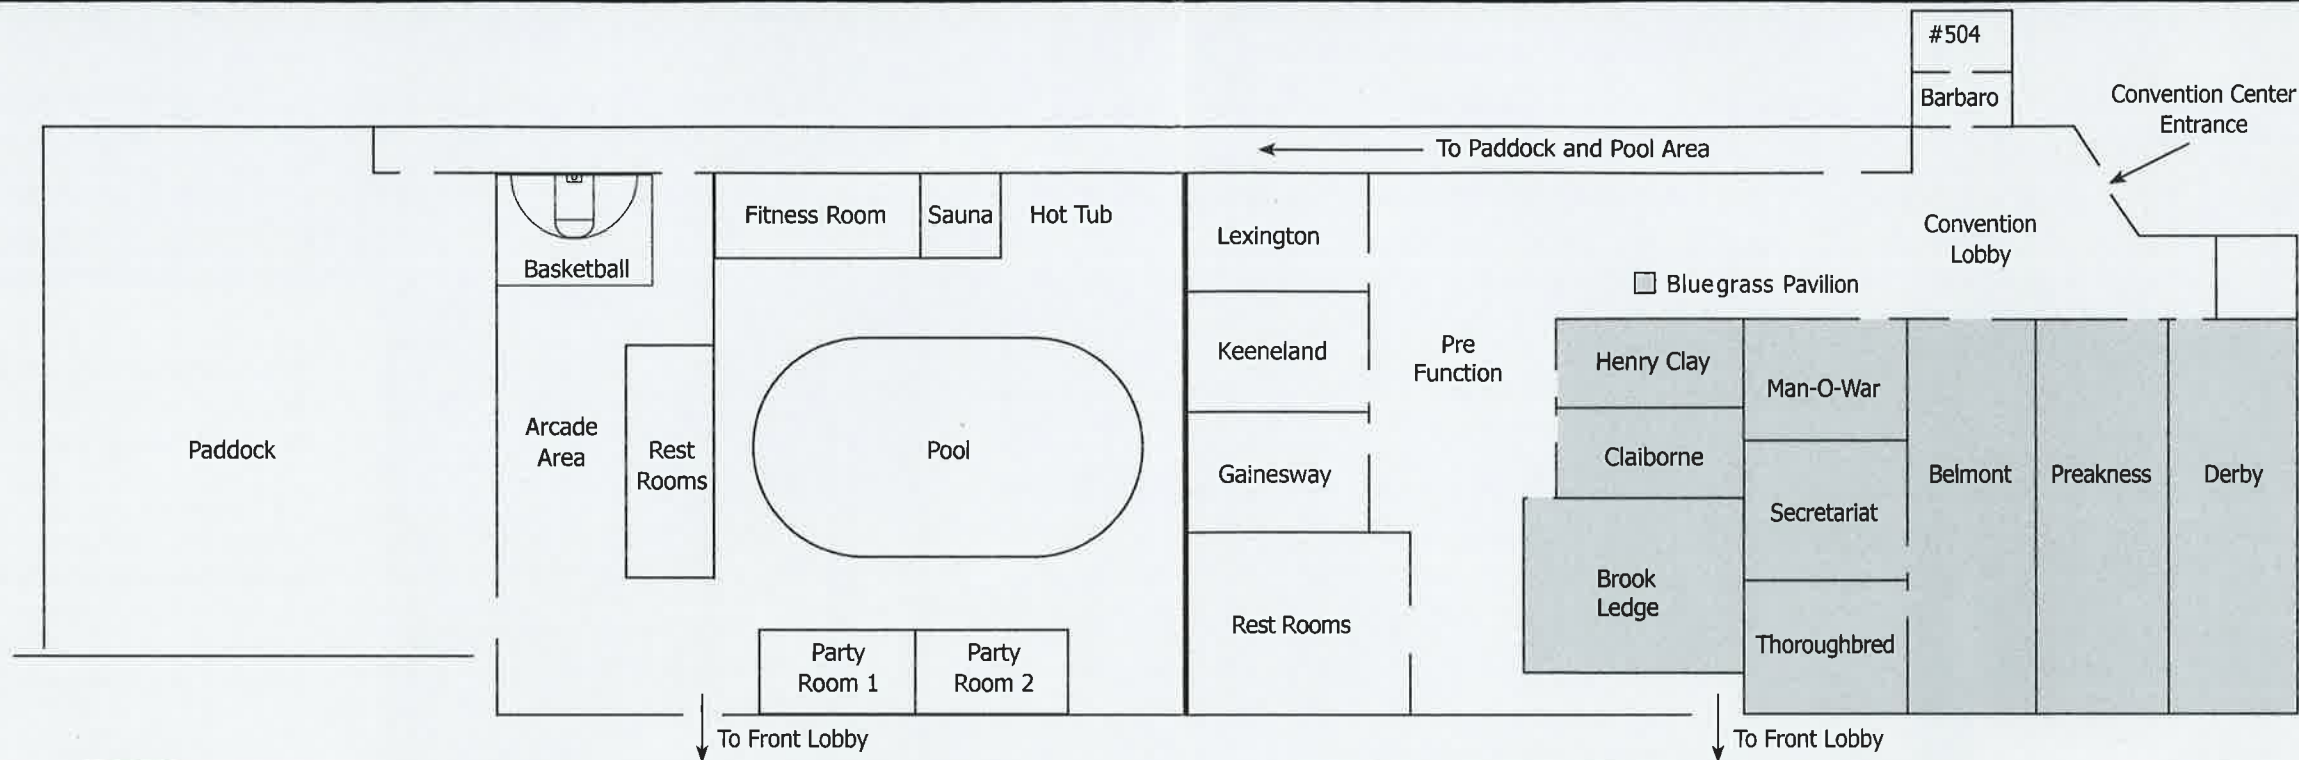 #504
Barbaro
Convention Center
Entrance
To Paddock and Pool Area
Fitness Room
Sauna
Hot Tub
Lexington
Convention
Lobby
Basketball
Bluegrass Pavilion
Keeneland
Pre
Function
Henry Clay
Man-O-War
Paddock
Arcade
Area
Rest
Rooms
Pool
Gainesway
Claiborne
Secretariat
Belmont
Preakness
Derby
Brook
Ledge
Rest Rooms
Thoroughbred
Party
Room 1
Party
Room 2
To Front Lobby
To Front Lobby